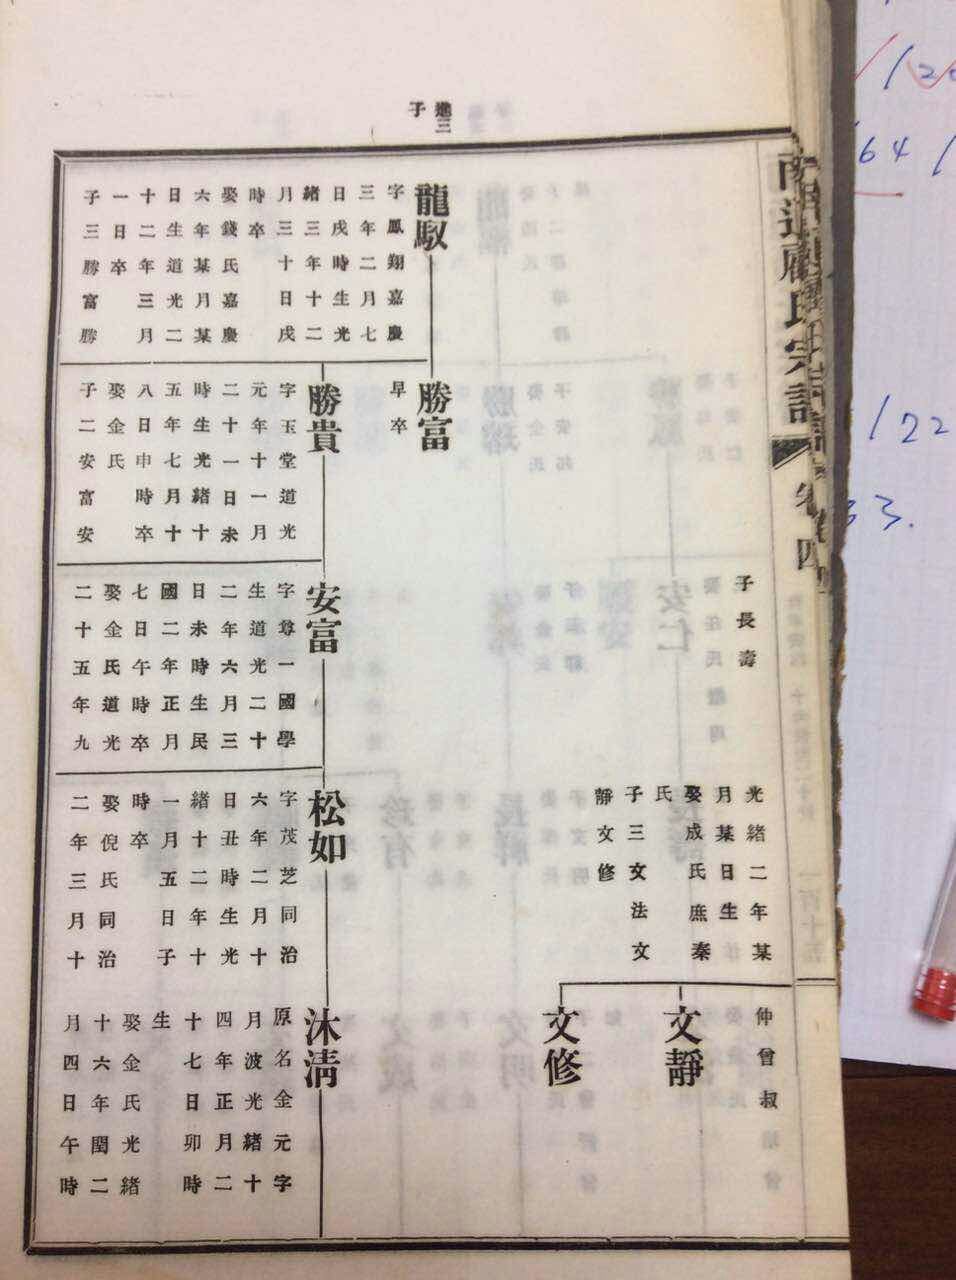 進三
子
龍馭
字鳳翔嘉慶
三年二月七
日戌時生光
緒三年十二
月三十日戌
時卒
娶錢氏嘉慶
六年某月某
日生道光二
十二年三月
一日卒
子三勝富勝
勝富
早卒
勝貴
字玉堂道光
元年十一月
二十一日未
時生光緒十
五年七月十
八日申時卒
娶金氏
子二安富安
子長壽
安富
字尊一國學
生道光二十
二年六月三
日未時生民
國二年正月
七日午時卒
娶金氏道光
二十五年九
光緒二年某
月某日生
娶成氏庶秦
氏
子三文法文
靜文修
松如
字茂芝同治
六年二月十
日丑時生光
緒十二年十
一月五日子
時卒
娶倪氏同治
二年三月十
仲曾叔
文靜
文修
沐清
原名金元字
月波光緒十
四年正月二
十七日卯時
生
娶金氏光緒
十六年閏二
月四日午時
南通顧氏宗譜
卷四
64
122
33.